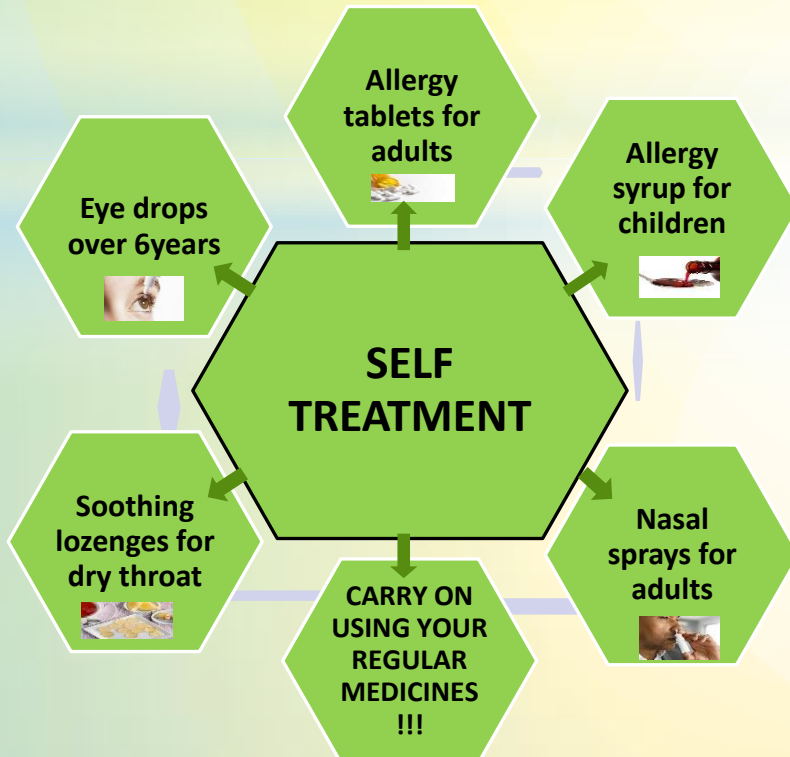 Allergy
tablets for
adults
Allergy
syrup for
children
Eye drops
over 6years
SELF
TREATMENT
Soothing
lozenges for
dry throat
Nasal
sprays for
adults
CARRY ON
USING YOUR
REGULAR
MEDICINES
!!!